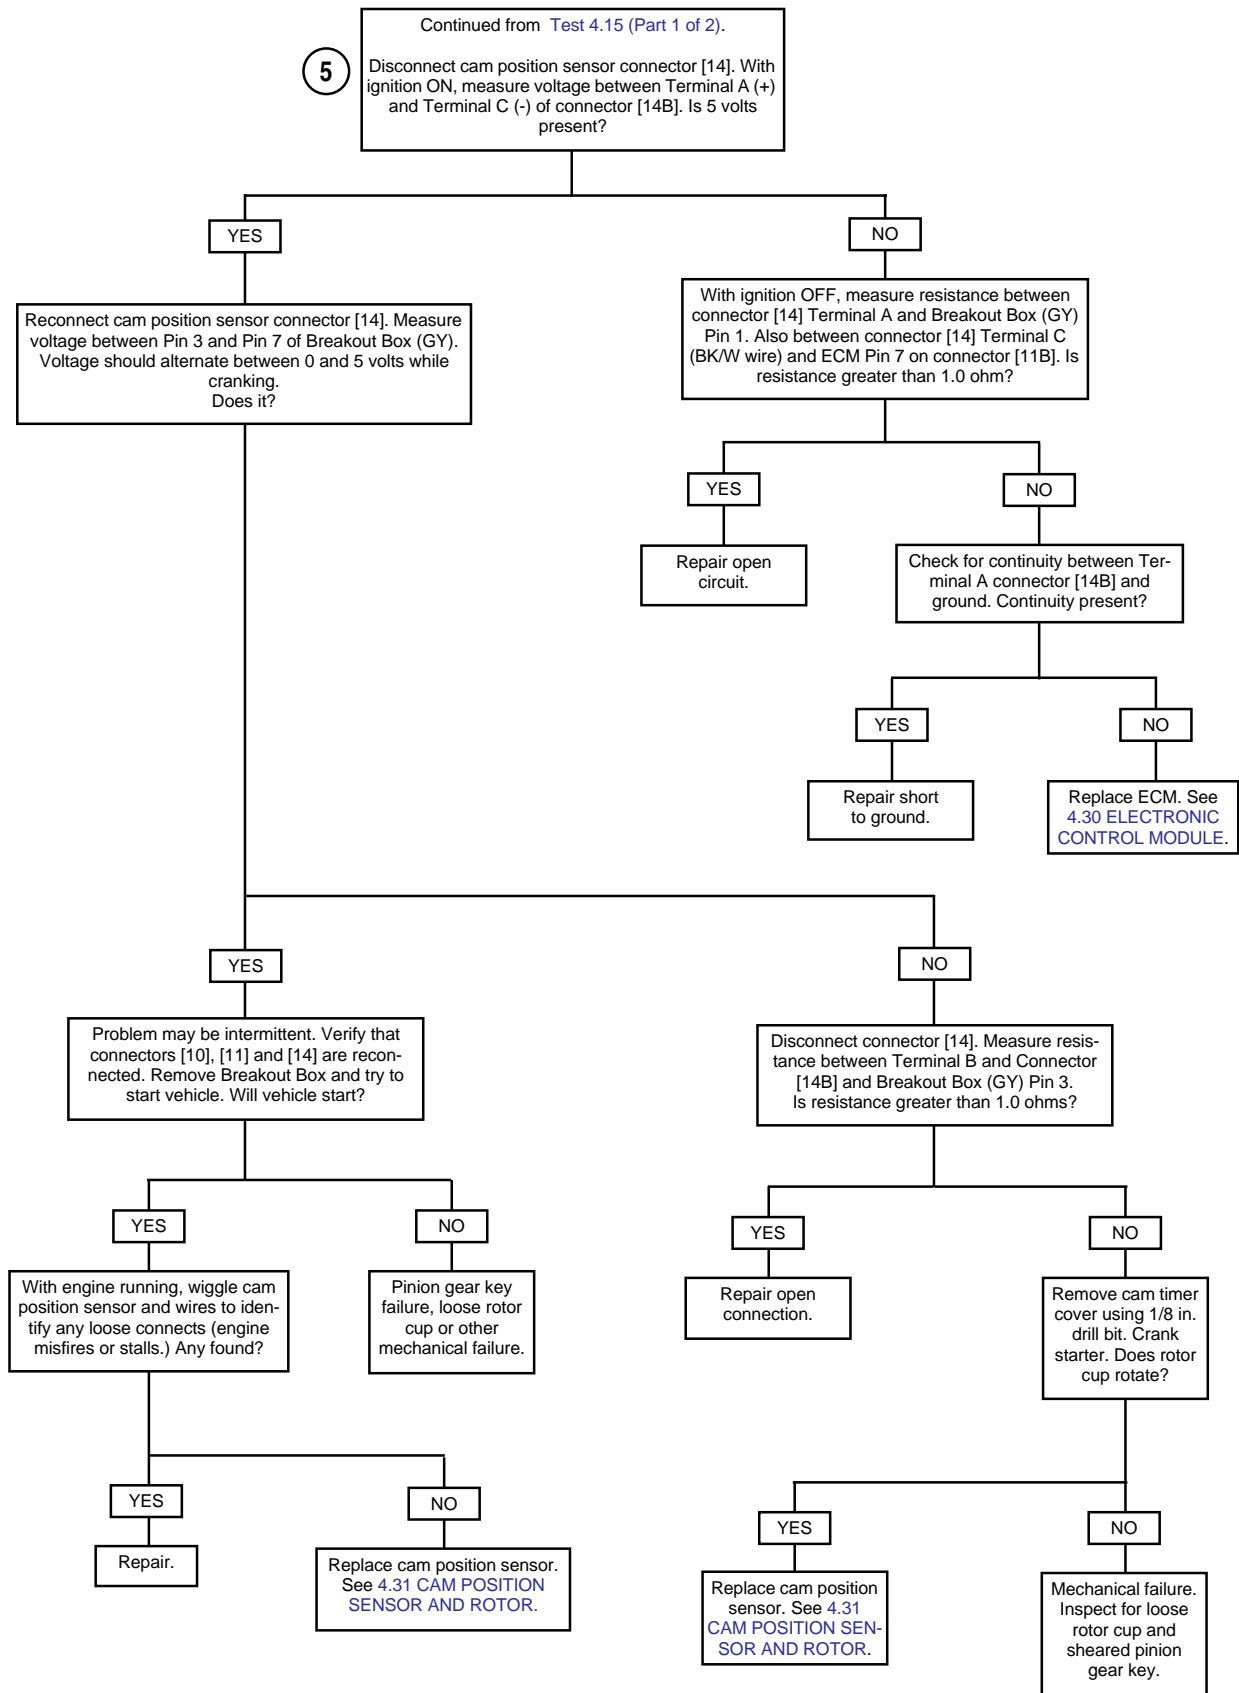 Continued from Test 4.15 (Part 1 of 2).
5
Disconnect cam position sensor connector [14]. With
ignition ON, measure voltage between Terminal A (+)
and Terminal C (-) of connector [14B]. Is 5 volts
present?
YES
NO
Reconnect cam position sensor connector [14]. Measure
voltage between Pin 3 and Pin 7 of Breakout Box (GY).
Voltage should alternate between 0 and 5 volts while
cranking.
Does it?
With ignition OFF, measure resistance between
connector [14] Terminal A and Breakout Box (GY)
Pin 1. Also between connector [14] Terminal C
(BK/W wire) and ECM Pin 7 on connector [11B]. Is
resistance greater than 1.0 ohm?
YES
NO
Repair open
circuit.
Check for continuity between Ter-
minal A connector [14B] and
ground. Continuity present?
YES
NO
Repair short
to ground.
Replace ECM. See
4.30 ELECTRONIC
CONTROL MODULE.
YES
NO
Problem may be intermittent. Verify that
connectors [10], [11] and [14] are recon-
nected. Remove Breakout Box and try to
start vehicle. Will vehicle start?
Disconnect connector [14]. Measure resis-
tance between Terminal B and Connector
[14B] and Breakout Box (GY) Pin 3.
Is resistance greater than 1.0 ohms?
YES
NO
YES
NO
With engine running, wiggle cam
position sensor and wires to iden-
tify any loose connects (engine
misfires or stalls.) Any found?
Pinion gear key
failure, loose rotor
cup or other
mechanical failure.
Repair open
connection.
Remove cam timer
cover using 1/8 in.
drill bit. Crank
starter. Does rotor
cup rotate?
YES
NO
YES
NO
Repair.
Replace cam position sensor.
See 4.31 CAM POSITION
SENSOR AND ROTOR.
Replace cam position
sensor. See 4.31
CAM POSITION SEN-
SOR AND ROTOR.
Mechanical failure.
Inspect for loose
rotor cup and
sheared pinion
gear key.